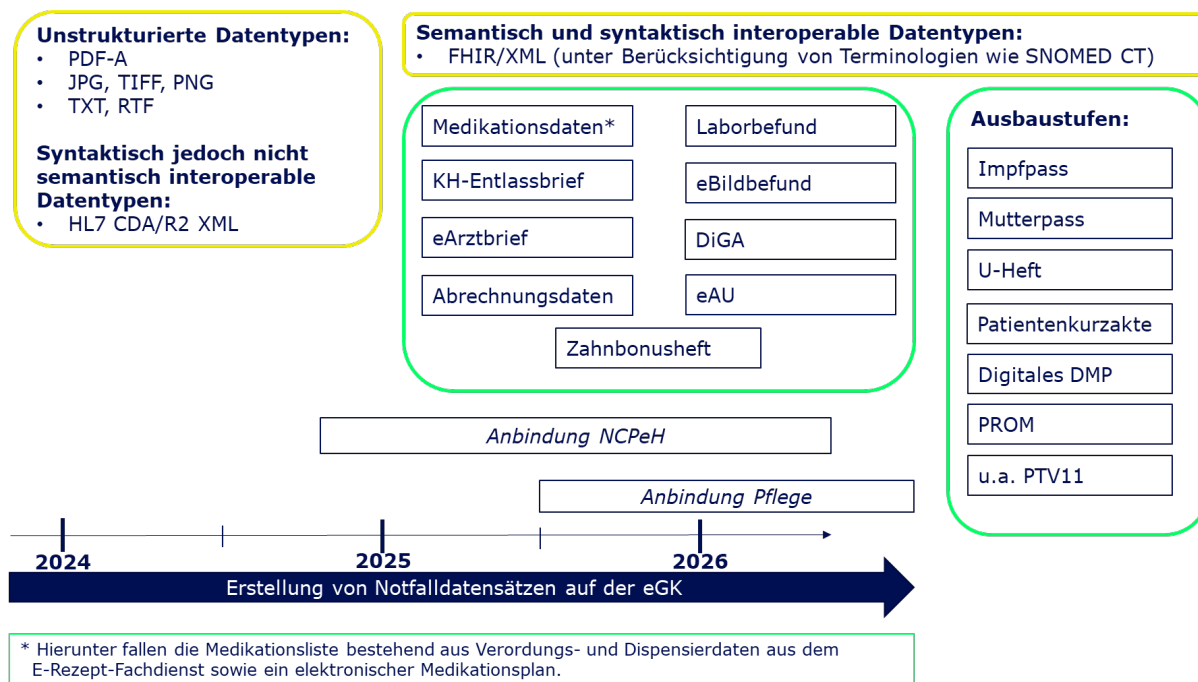 Unstrukturierte Datentypen:
• PDF-A
• JPG, TIFF, PNG
• TXT, RTF
Syntaktisch jedoch nicht
semantisch interoperable
Datentypen:
• HL7 CDA/R2 XML
Semantisch und syntaktisch interoperable Datentypen:
• FHIR/XML (unter Berücksichtigung von Terminologien wie SNOMED CT)
Medikationsdaten*
Laborbefund
KH-Entlassbrief
eBildbefund
eArztbrief
DiGA
Abrechnungsdaten
eAU
Zahnbonusheft
Ausbaustufen:
Impfpass
Mutterpass
U-Heft
Patientenkurzakte
Digitales DMP
PROM
u.a. PTV11
Anbindung NCPeH
Anbindung Pflege
2024
2025
2026
Erstellung von Notfalldatensätzen auf der eGK
* Hierunter fallen die Medikationsliste bestehend aus Verordnungs- und Dispensierdaten aus dem
E-Rezept-Fachdienst sowie ein elektronischer Medikationsplan.